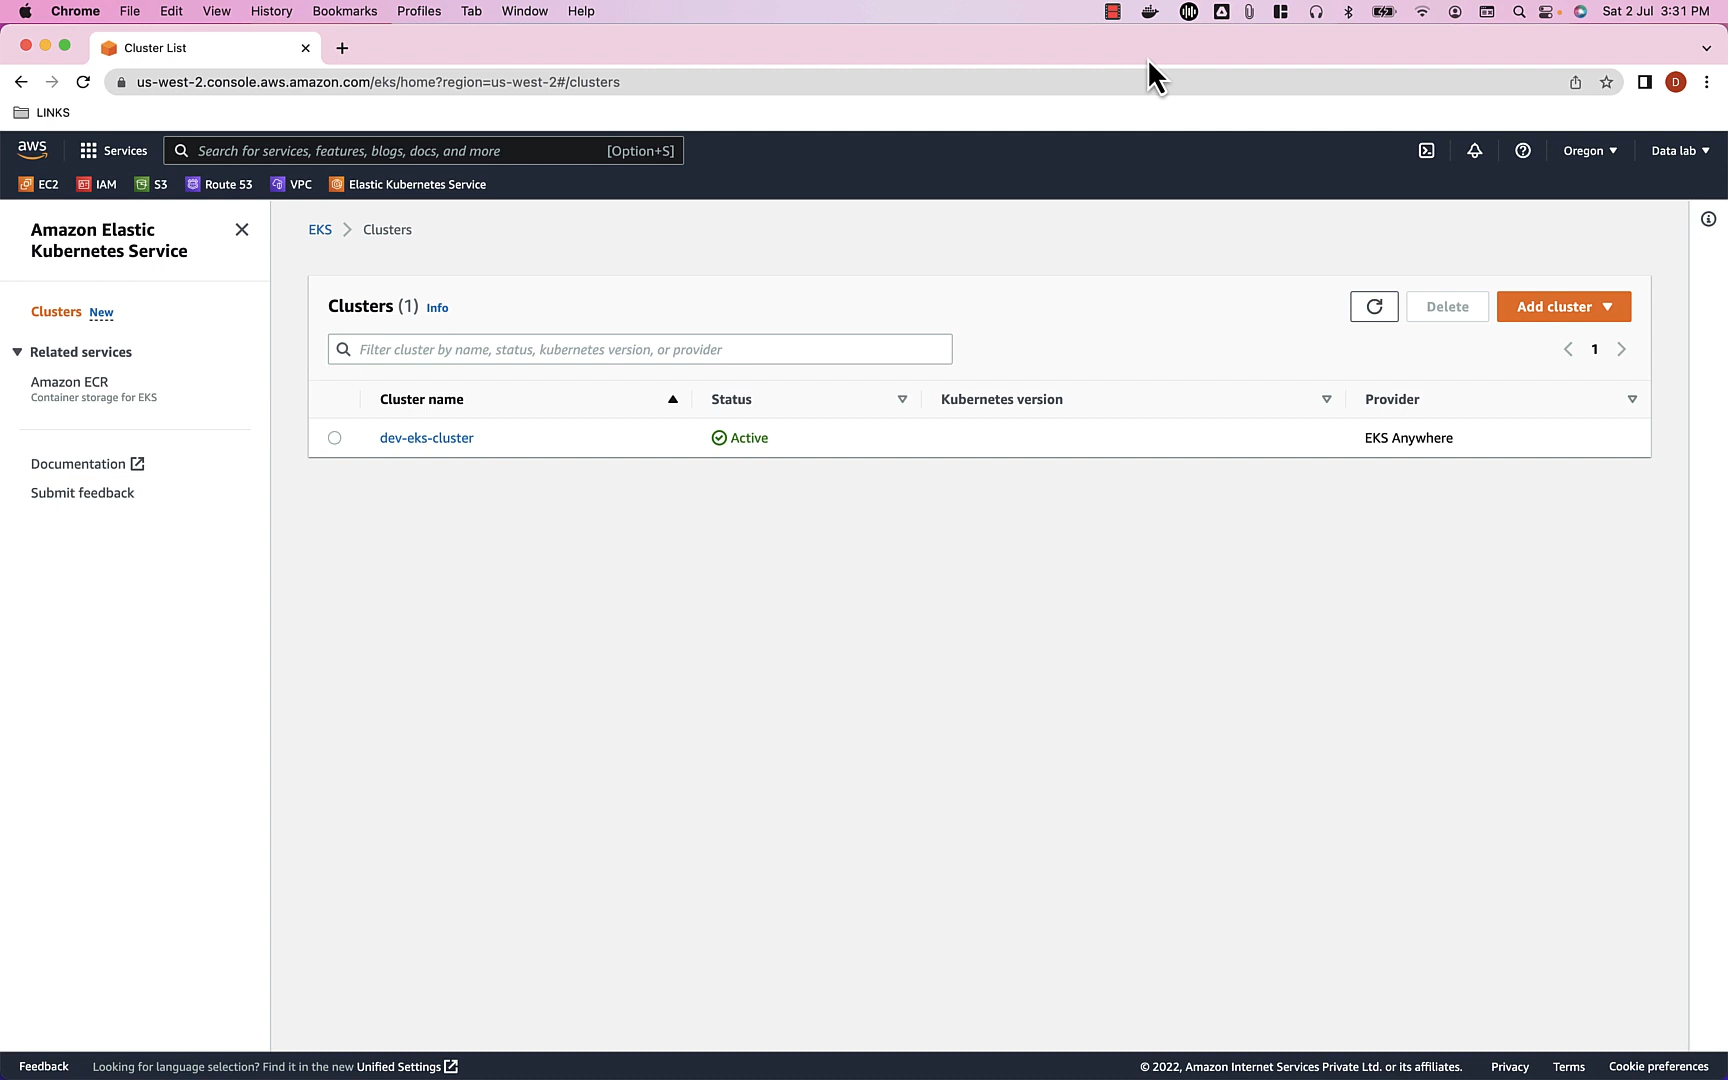 Chrome File Edit View History Bookmarks Profiles Tab Window Help Sat 2 Jul 3:31 PM
Cluster List
us-west-2.console.aws.amazon.com/eks/home?region=us-west-2#/clusters D
LINKS
aws Services Search for services, features, blogs, docs, and more [Option+S] Oregon Data lab
EC2 IAM S3 Route 53 VPC Elastic Kubernetes Service
Amazon Elastic
Kubernetes Service
Clusters New
Related services
Amazon ECR
Container storage for EKS
Documentation
Submit feedback
EKS Clusters
Clusters (1) Info Delete Add cluster
Filter cluster by name, status, kubernetes version, or provider 1
Cluster name Status Kubernetes version Provider
dev-eks-cluster Active EKS Anywhere
Feedback Looking for language selection? Find it in the new Unified Settings © 2022, Amazon Internet Services Private Ltd. or its affiliates. Privacy Terms Cookie preferences